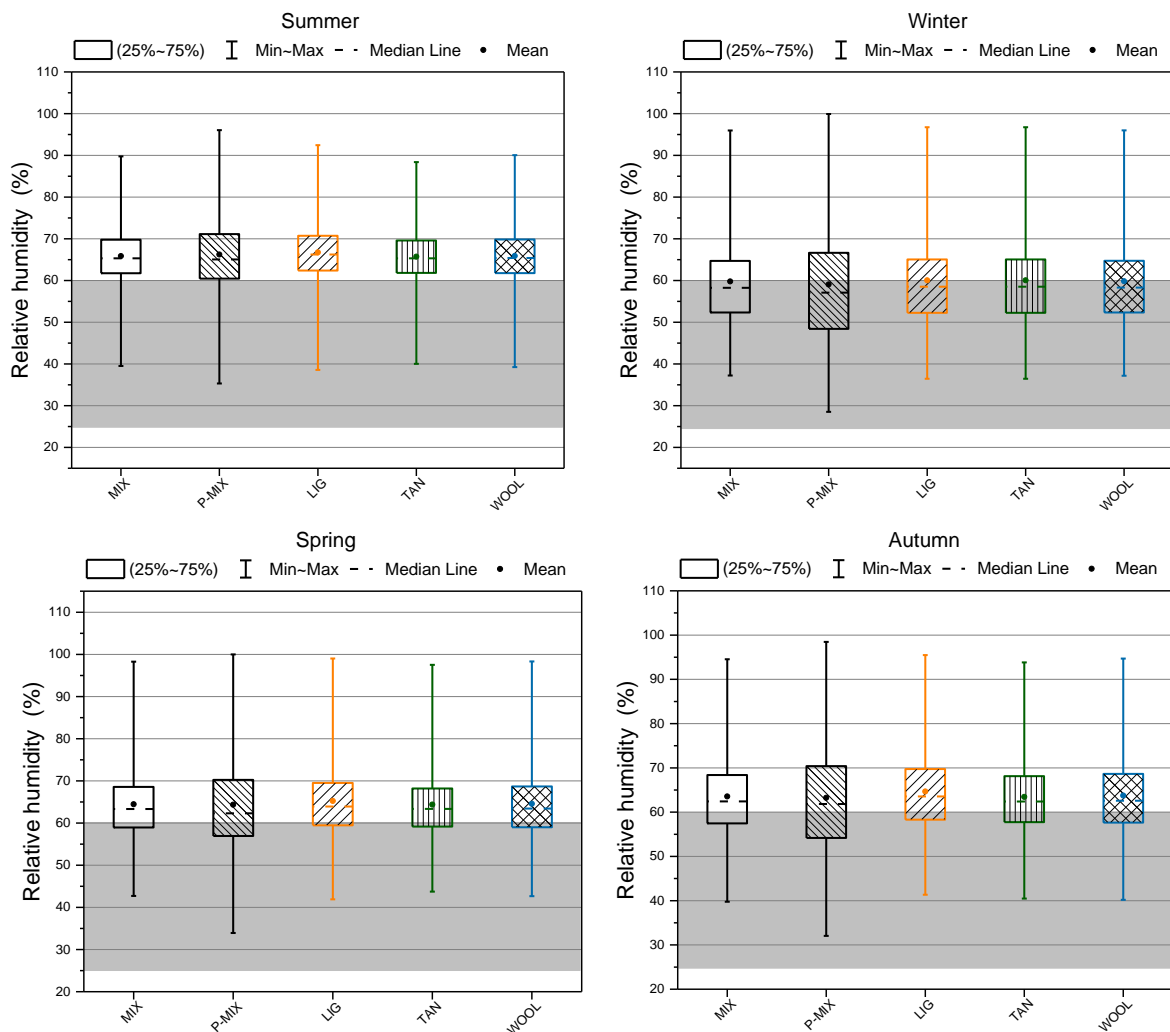 Summer
(25%~75%) Min~Max Median Line Mean
110
100
90
80
70
60
50
40
30
20
Relative humidity (%)
MIX P-MIX LIG TAN WOOL
Winter
(25%~75%) Min~Max Median Line Mean
110
100
90
80
70
60
50
40
30
20
Relative humidity (%)
MIX P-MIX LIG TAN WOOL
Spring
(25%~75%) Min~Max Median Line Mean
110
100
90
80
70
60
50
40
30
20
Relative humidity (%)
MIX P-MIX LIG TAN WOOL
Autumn
(25%~75%) Min~Max Median Line Mean
110
100
90
80
70
60
50
40
30
20
Relative humidity (%)
MIX P-MIX LIG TAN WOOL